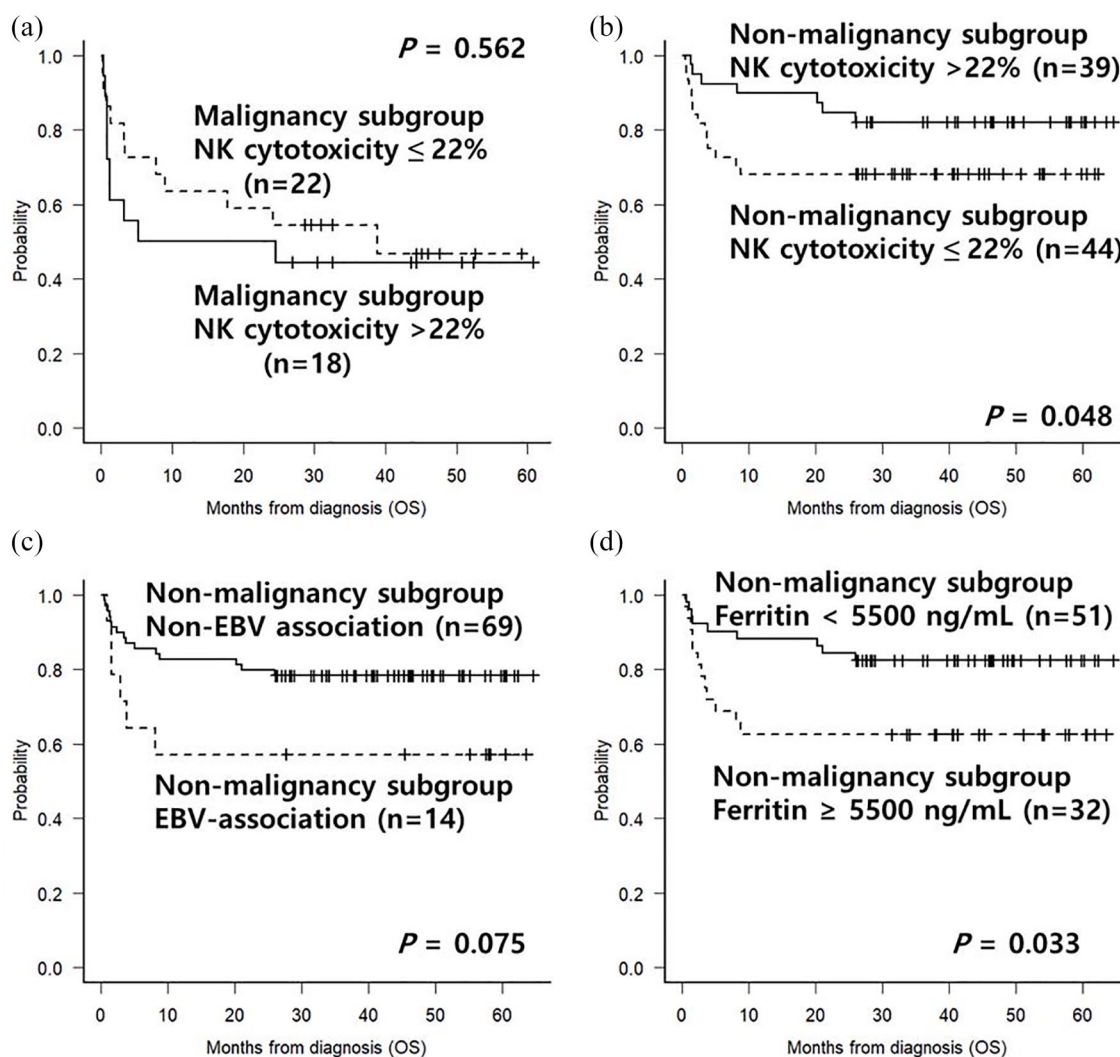 (a)
P = 0.562
Malignancy subgroup
NK cytotoxicity ≤ 22%
(n=22)
Malignancy subgroup
NK cytotoxicity >22%
(n=18)
Probability
1.0
0.8
0.6
0.4
0.2
0.0
0 10 20 30 40 50 60
Months from diagnosis (OS)
(b)
Non-malignancy subgroup
NK cytotoxicity >22% (n=39)
Non-malignancy subgroup
NK cytotoxicity ≤ 22% (n=44)
P = 0.048
Probability
1.0
0.8
0.6
0.4
0.2
0.0
0 10 20 30 40 50 60
Months from diagnosis (OS)
(c)
Non-malignancy subgroup
Non-EBV association (n=69)
Non-malignancy subgroup
EBV-association (n=14)
P = 0.075
Probability
1.0
0.8
0.6
0.4
0.2
0.0
0 10 20 30 40 50 60
Months from diagnosis (OS)
(d)
Non-malignancy subgroup
Ferritin < 5500 ng/mL (n=51)
Non-malignancy subgroup
Ferritin ≥ 5500 ng/mL (n=32)
P = 0.033
Probability
1.0
0.8
0.6
0.4
0.2
0.0
0 10 20 30 40 50 60
Months from diagnosis (OS)